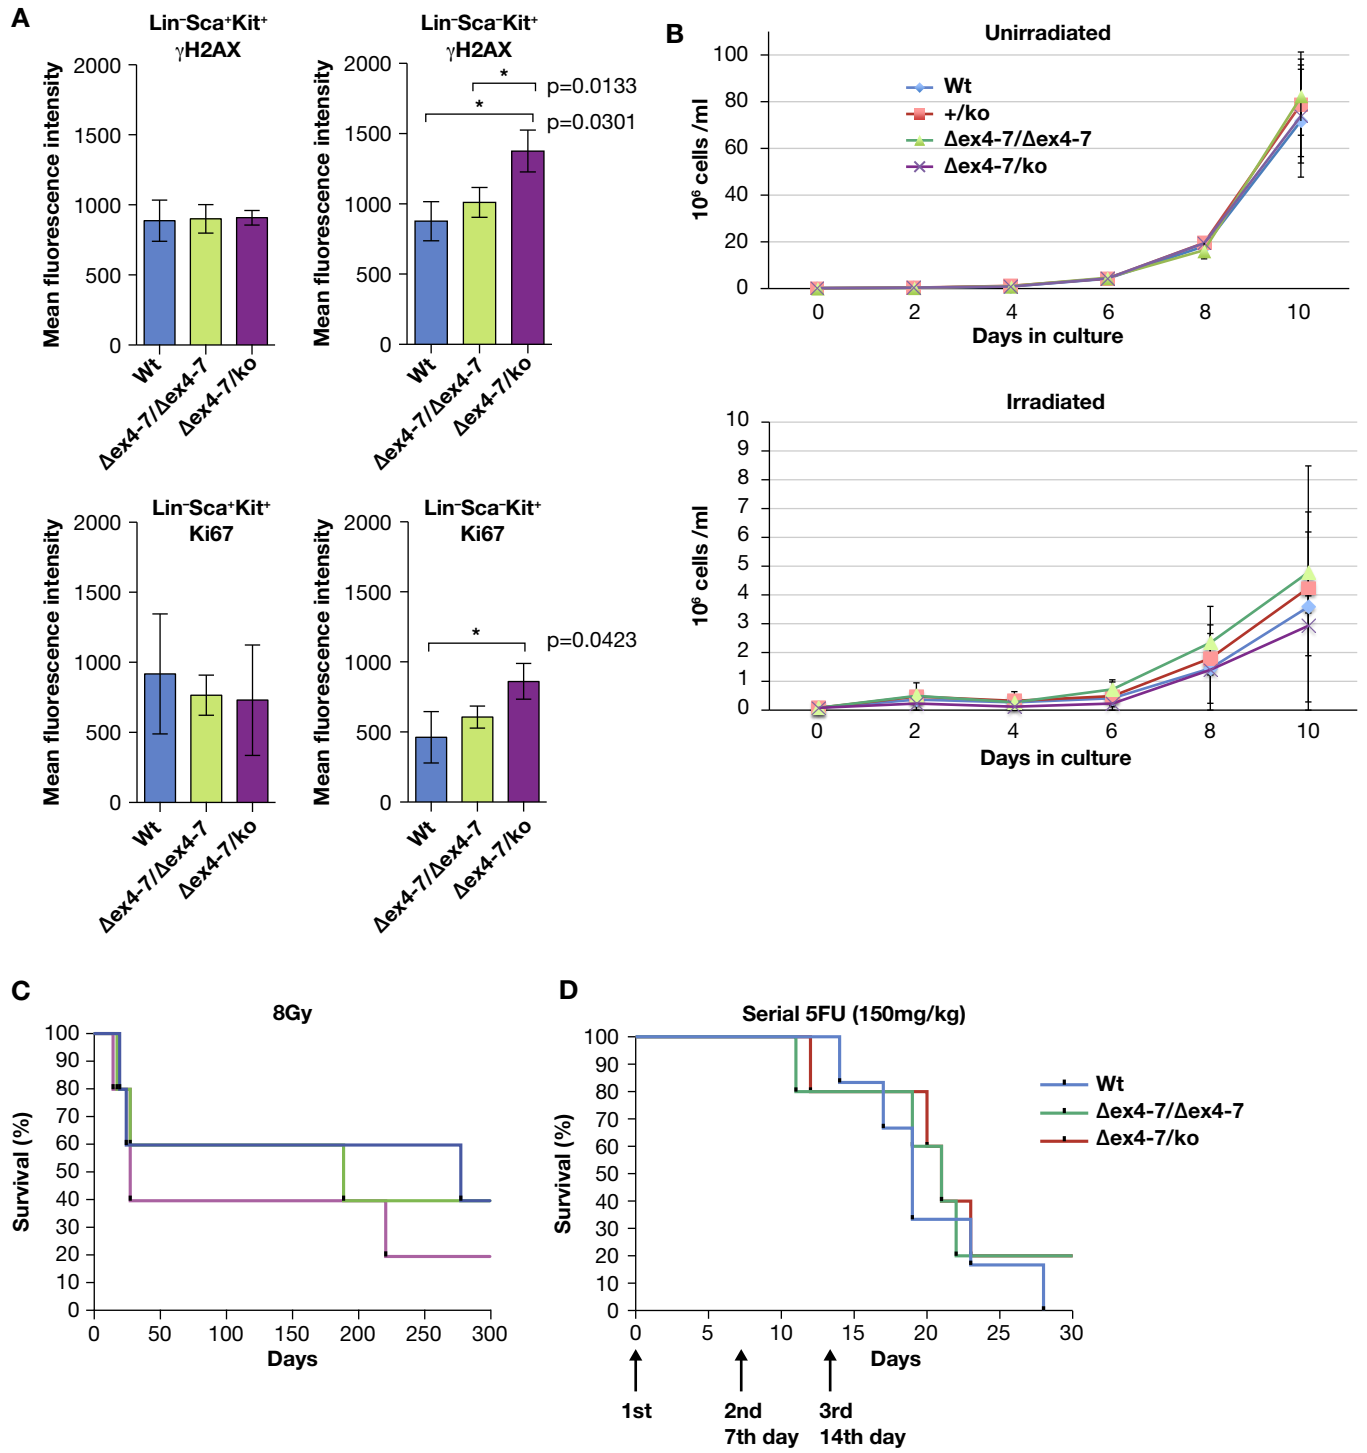 A
Lin⁻Sca⁺Kit⁺
γH2AX
Mean fluorescence intensity
2000
1500
1000
500
0
Wt
Δex4-7/Δex4-7
Δex4-7/ko
Lin⁻Sca⁻Kit⁺
γH2AX
Mean fluorescence intensity
2000
1500
1000
500
0
*
p=0.0133
*
p=0.0301
Wt
Δex4-7/Δex4-7
Δex4-7/ko
Lin⁻Sca⁺Kit⁺
Ki67
Mean fluorescence intensity
2000
1500
1000
500
0
Wt
Δex4-7/Δex4-7
Δex4-7/ko
Lin⁻Sca⁻Kit⁺
Ki67
Mean fluorescence intensity
2000
1500
1000
500
0
*
p=0.0423
Wt
Δex4-7/Δex4-7
Δex4-7/ko
B
Unirradiated
10⁶ cells /ml
100
80
60
40
20
0
Wt
+/ko
Δex4-7/Δex4-7
Δex4-7/ko
0 2 4 6 8 10
Days in culture
Irradiated
10⁶ cells /ml
10
9
8
7
6
5
4
3
2
1
0
0 2 4 6 8 10
Days in culture
C
8Gy
Survival (%)
100
90
80
70
60
50
40
30
20
10
0
0 50 100 150 200 250 300
Days
D
Serial 5FU (150mg/kg)
Survival (%)
100
90
80
70
60
50
40
30
20
10
0
0 5 10 15 20 25 30
Days
1st
2nd
7th day
3rd
14th day
Wt
Δex4-7/Δex4-7
Δex4-7/ko